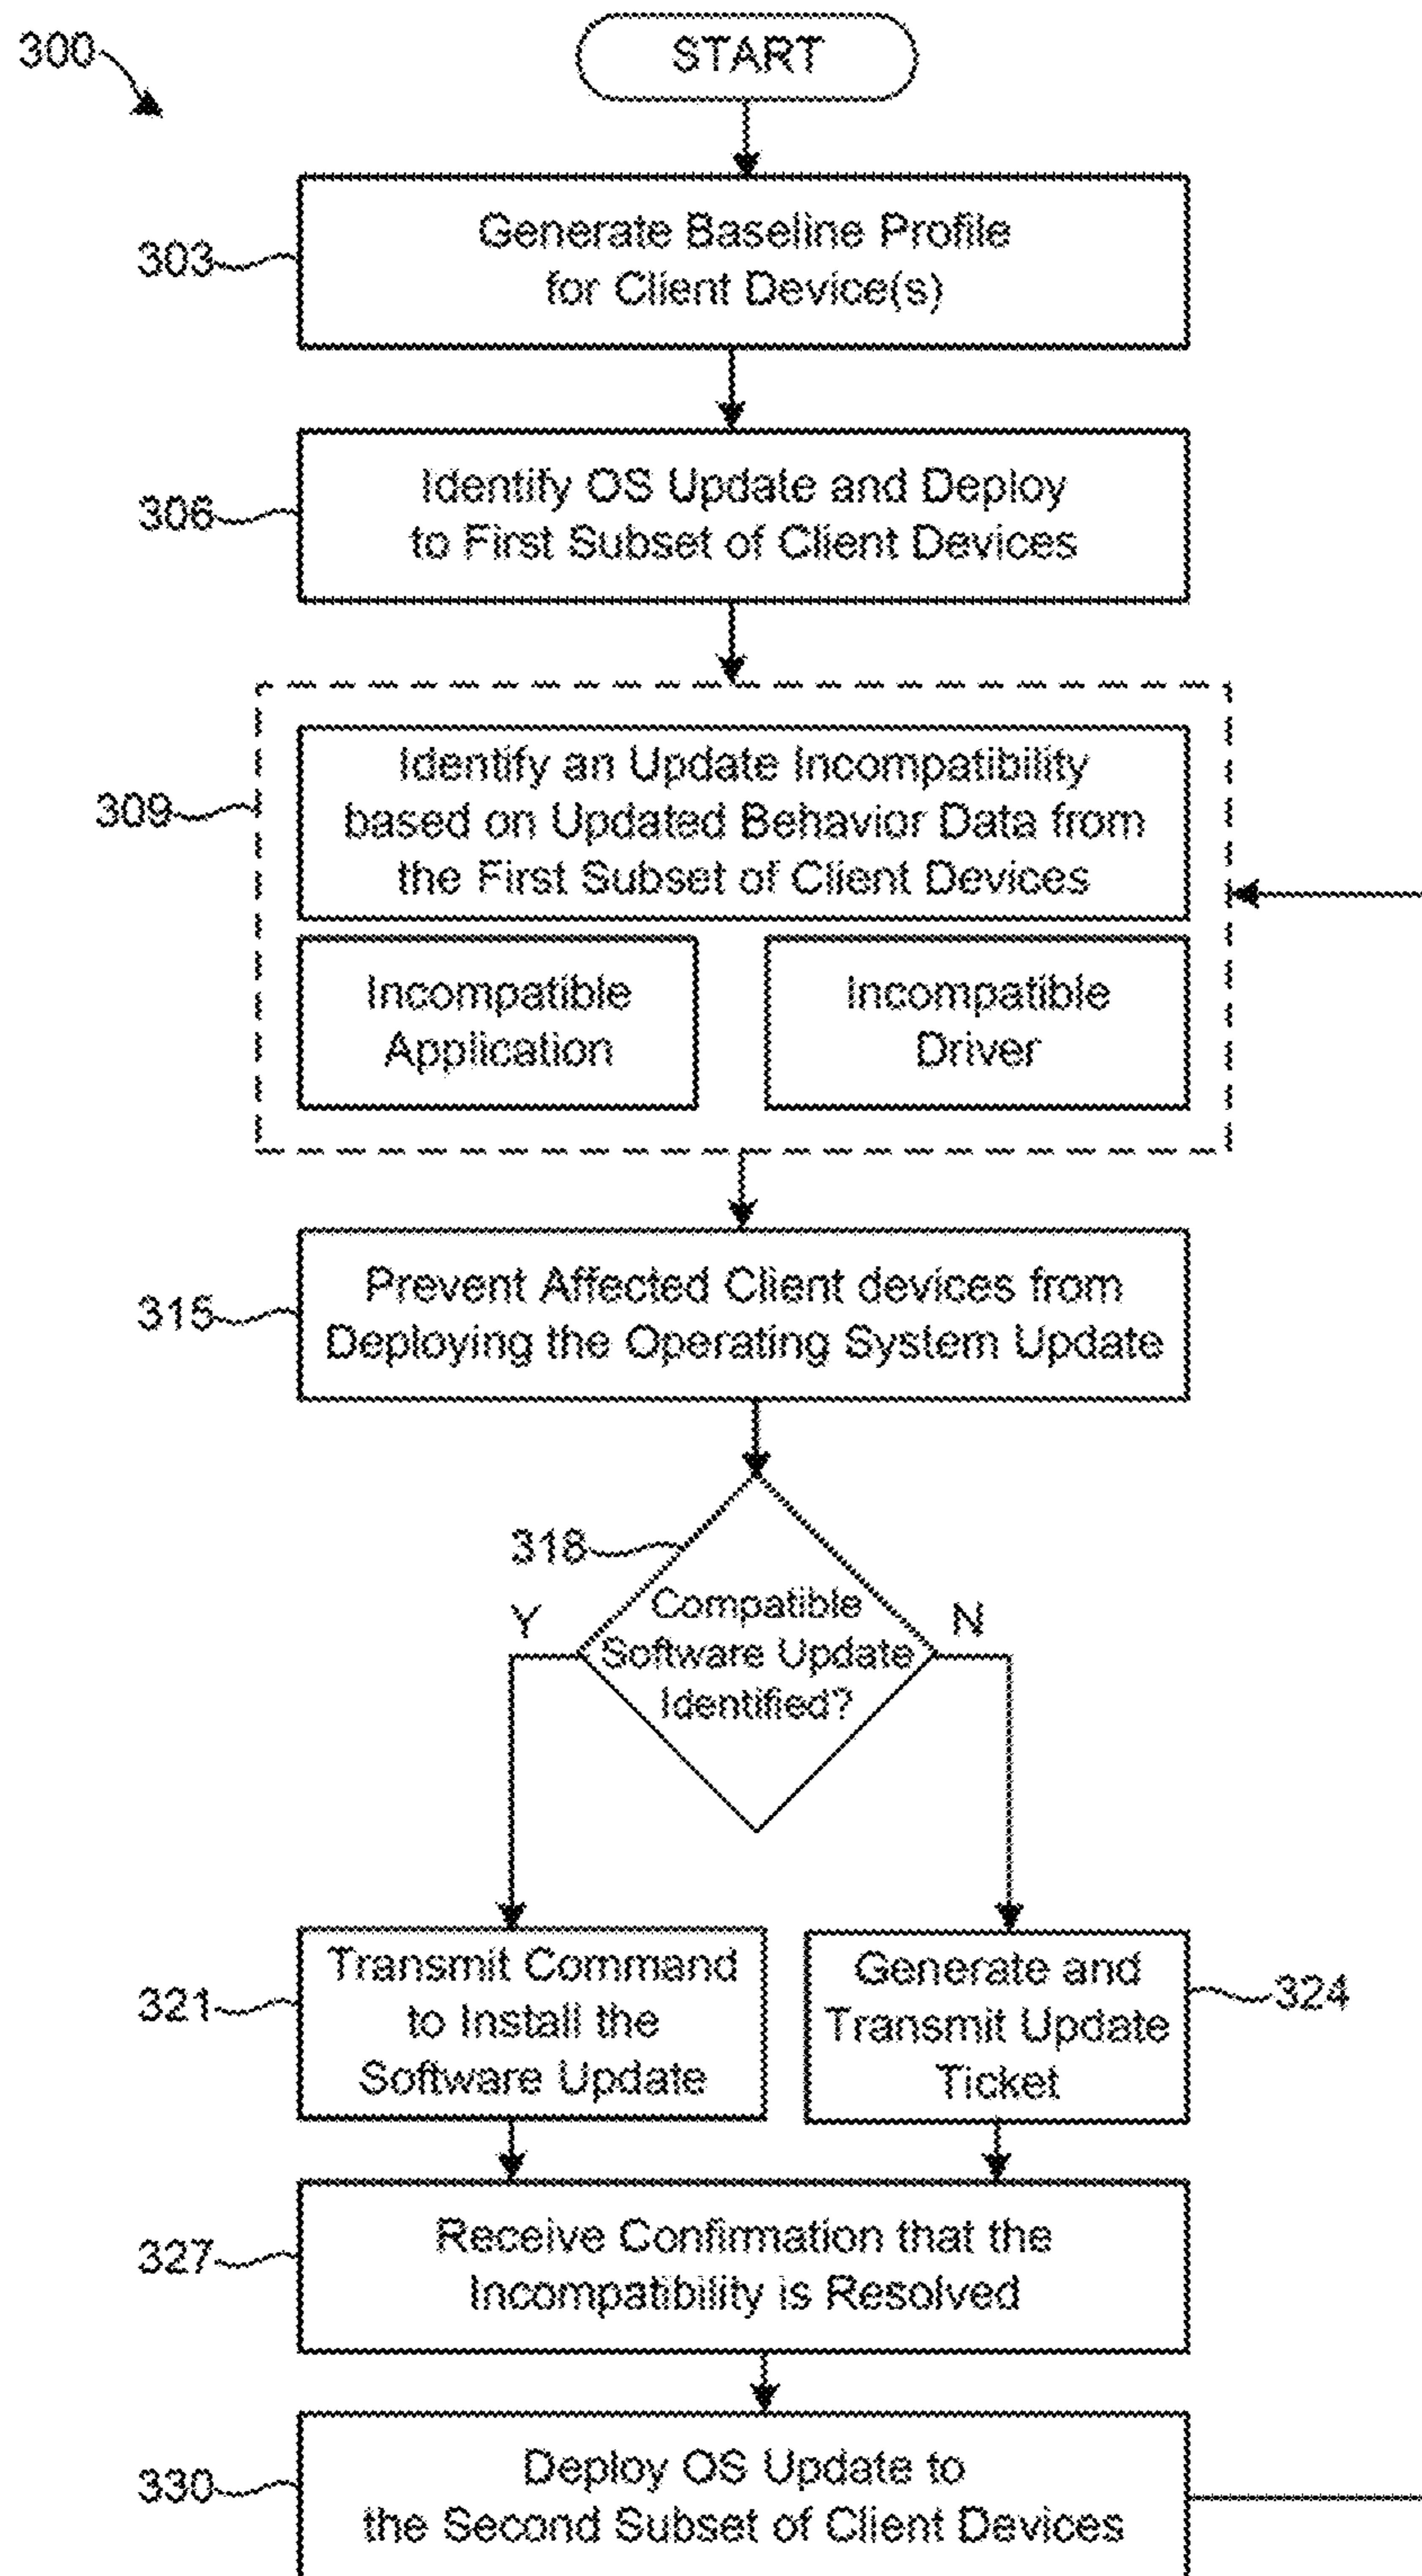 300
START
303
Generate Baseline Profile
for Client Device(s)
306
Identify OS Update and Deploy
to First Subset of Client Devices
309
Identify an Update Incompatibility
based on Updated Behavior Data from
the First Subset of Client Devices
Incompatible
Application
Incompatible
Driver
315
Prevent Affected Client devices from
Deploying the Operating System Update
318
Compatible
Software Update
Identified?
Y
N
321
Transmit Command
to Install the
Software Update
Generate and
Transmit Update
Ticket
324
327
Receive Confirmation that the
Incompatibility is Resolved
330
Deploy OS Update to
the Second Subset of Client Devices